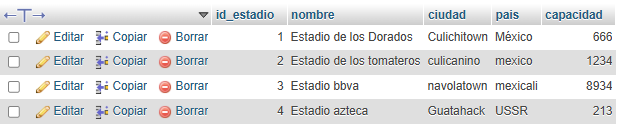 id_estadio nombre ciudad pais capacidad
Editar Copiar Borrar 1 Estadio de los Dorados Culichitown México 666
Editar Copiar Borrar 2 Estadio de los tomateros culicanino mexico 1234
Editar Copiar Borrar 3 Estadio bbva navolatown mexicali 8934
Editar Copiar Borrar 4 Estadio azteca Guatahack USSR 213